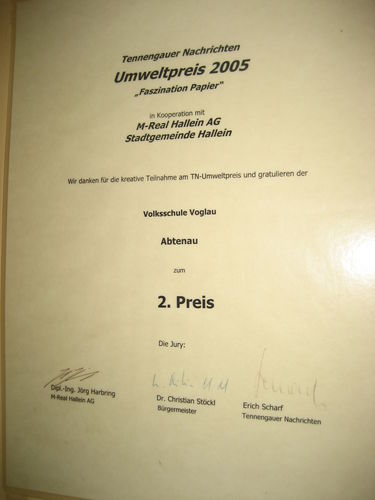 Tennengauer Nachrichten
Umweltpreis 2005
„Faszination Papier"
in Kooperation mit
M-Real Hallein AG
Stadtgemeinde Hallein
Wir danken für die kreative Teilnahme am TN-Umweltpreis und gratulieren der
Volksschule Voglau
Abtenau
zum
2. Preis
Die Jury:
Dipl.-Ing. Jörg Harbring
M-Real Hallein AG
Dr. Christian Stöckl
Bürgermeister
Erich Scharf
Tennengauer Nachrichten